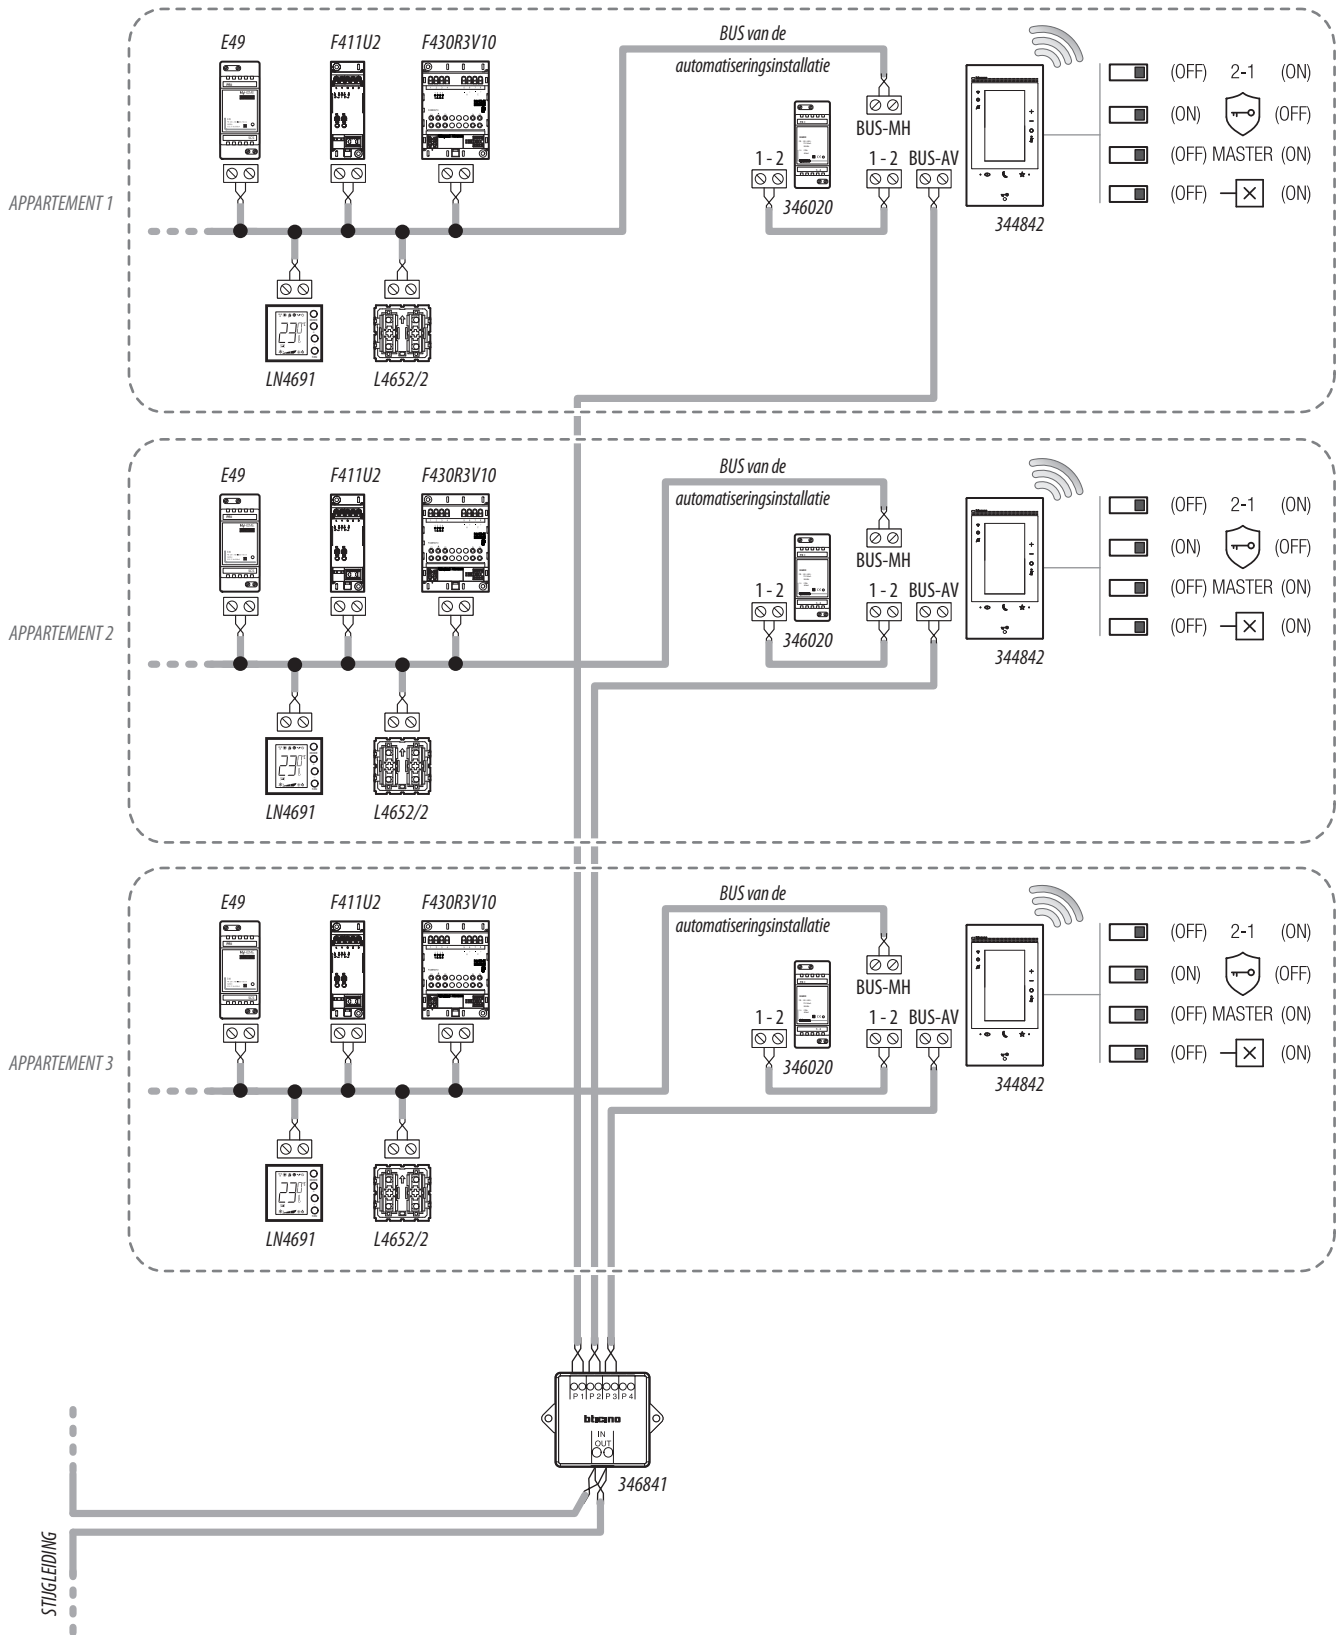 E49 F411U2 F430R3V10
BUS van de
automatiseringsinstallatie
BUS-MH
1 - 2 1 - 2 BUS-AV
346020
344842
(OFF) 2-1 (ON)
(ON) (OFF)
(OFF) MASTER (ON)
(OFF) (ON)
APPARTEMENT 1
LN4691 L4652/2
E49 F411U2 F430R3V10
BUS van de
automatiseringsinstallatie
BUS-MH
1 - 2 1 - 2 BUS-AV
346020
344842
(OFF) 2-1 (ON)
(ON) (OFF)
(OFF) MASTER (ON)
(OFF) (ON)
APPARTEMENT 2
LN4691 L4652/2
E49 F411U2 F430R3V10
BUS van de
automatiseringsinstallatie
BUS-MH
1 - 2 1 - 2 BUS-AV
346020
344842
(OFF) 2-1 (ON)
(ON) (OFF)
(OFF) MASTER (ON)
(OFF) (ON)
APPARTEMENT 3
LN4691 L4652/2
P 1 P 2 P 3 P 4
bticino
IN
OUT
346841
STIJGLEIDING